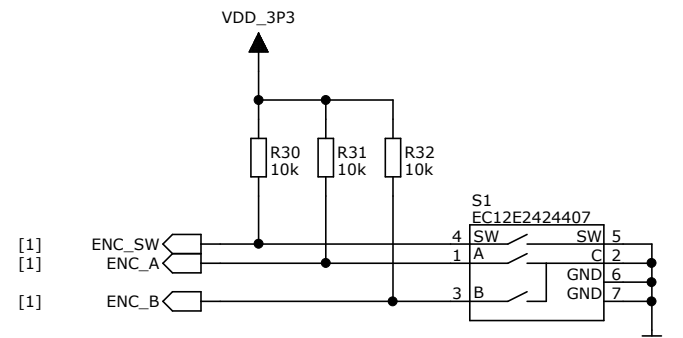 VDD_3P3
R30 R31 R32
10k 10k 10k
S1
EC12E2424407
[1] ENC_SW 4 SW SW 5
[1] ENC_A 1 A C 2
GND 6
[1] ENC_B 3 B GND 7